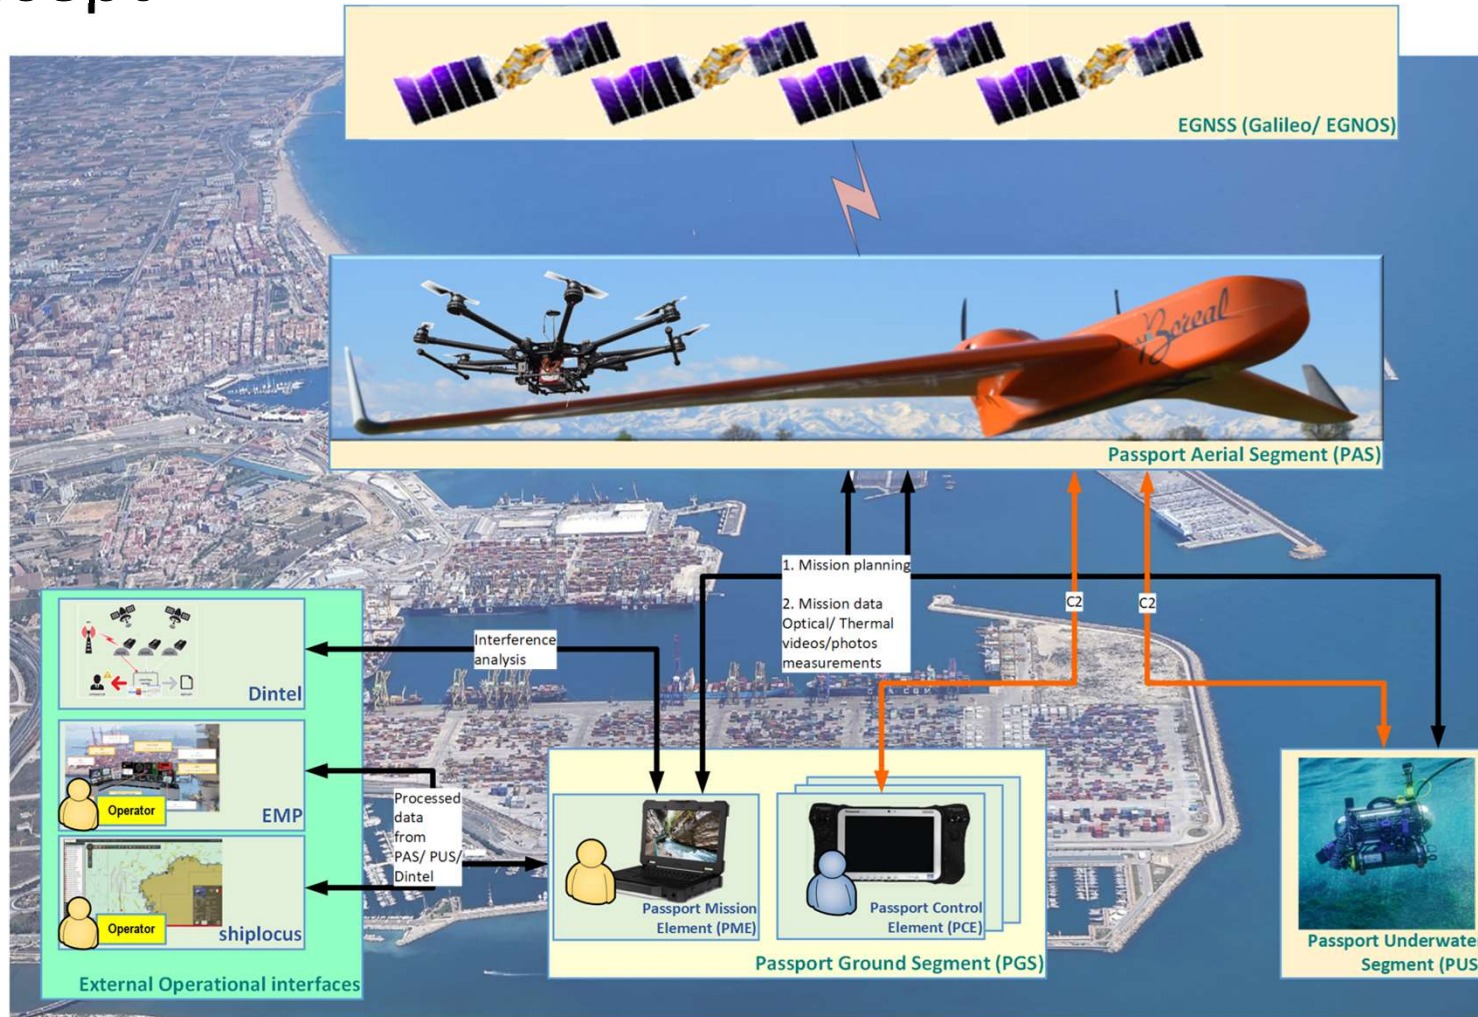 EGNSS (Galileo/ EGNOS)
Boreal
Passport Aerial Segment (PAS)
1. Mission planning
2. Mission data
Optical/ Thermal
videos/photos
measurements
C2
C2
Interference
analysis
Dintel
Operator
EMP
Processed
data
from
PAS/ PUS/
Dintel
Operator
shiplocus
External Operational interfaces
Passport Mission
Element (PME)
Passport Control
Element (PCE)
Passport Ground Segment (PGS)
Passport Underwate
Segment (PUS